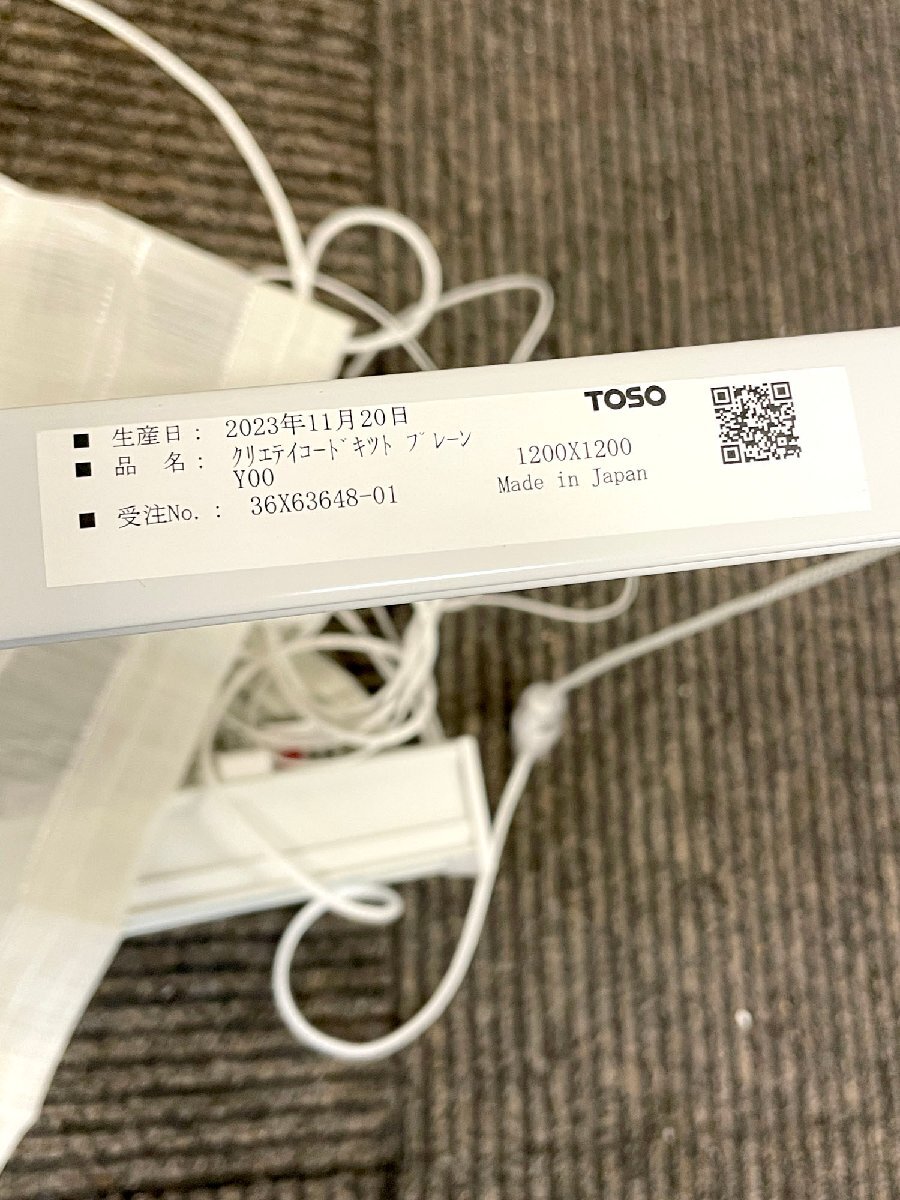 TOSO
■ 生産日: 2023年11月20日
■ 品 名: ｸﾘｴﾃｲｺｰﾄﾞｷﾂﾄ ﾌﾟﾚｰﾝ 1200X1200
Y00 Made in Japan
■ 受注No.: 36X63648-01